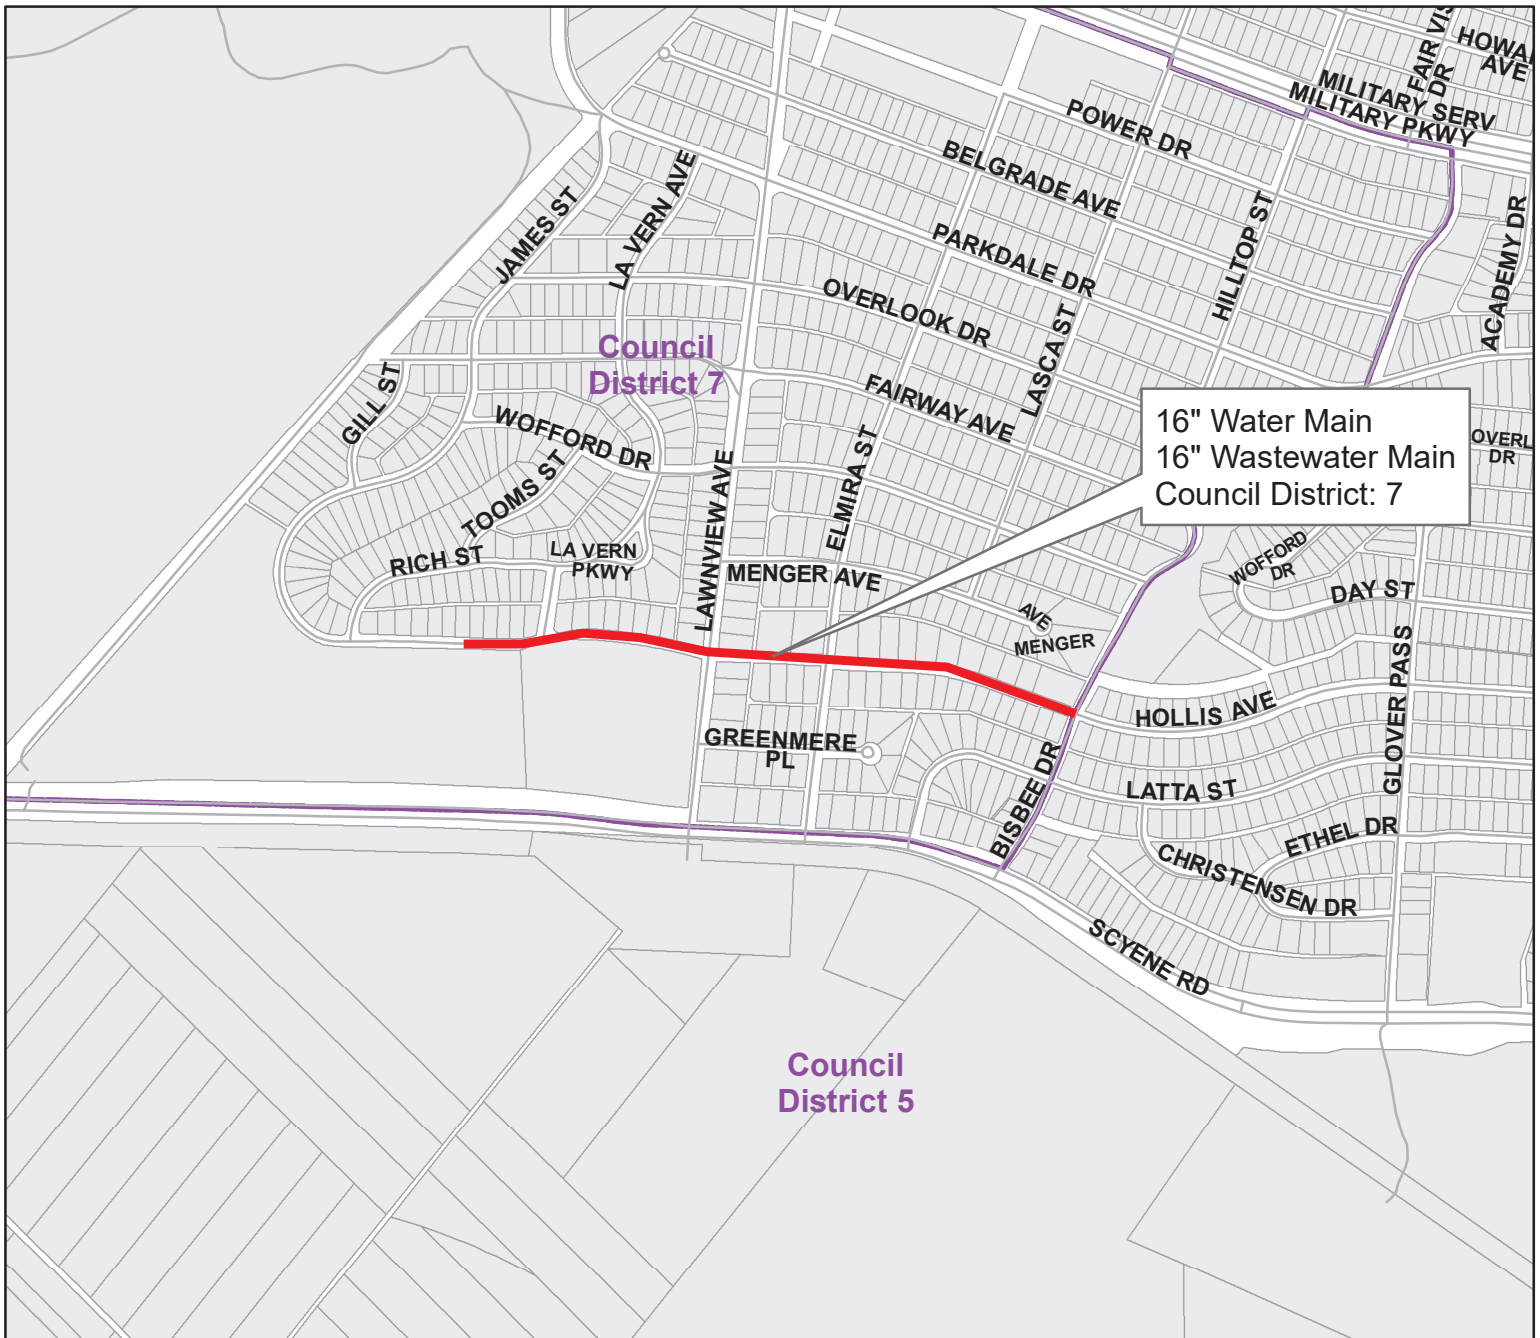 FAIR VIS
DR
HOWA
AVE
MILITARY SERV
MILITARY PKWY
POWER DR
BELGRADE AVE
LA VERN AVE
JAMES ST
PARKDALE DR
HILLTOP ST
ACADEMY DR
OVERLOOK DR
LASCA ST
Council
District 7
GILL ST
FAIRWAY AVE
16" Water Main
16" Wastewater Main
Council District: 7
OVERL
DR
WOFFORD DR
TOOMS ST
LAWNVIEW AVE
ELMIRA ST
RICH ST
LA VERN
PKWY
MENGER AVE
WOFFORD
DR
DAY ST
AVE
MENGER
GLOVER PASS
HOLLIS AVE
GREENMERE
PL
BISBEE DR
LATTA ST
ETHEL DR
CHRISTENSEN DR
SCYENE RD
Council
District 5